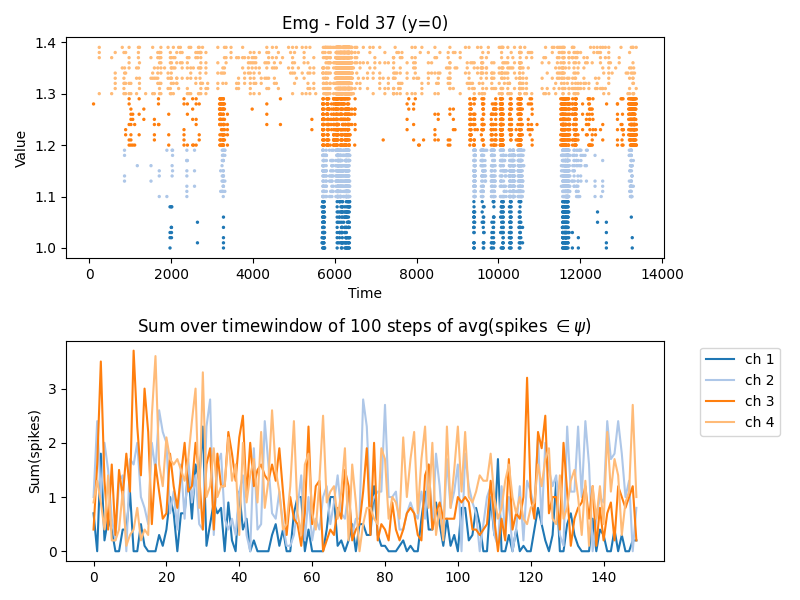 Emg - Fold 37 (y=0)
Value
1.4
1.3
1.2
1.1
1.0
0 2000 4000 6000 8000 10000 12000 14000
Time
Sum over timewindow of 100 steps of avg(spikes ∈ ψ)
Sum(spikes)
3
2
1
0
0 20 40 60 80 100 120 140
ch 1
ch 2
ch 3
ch 4